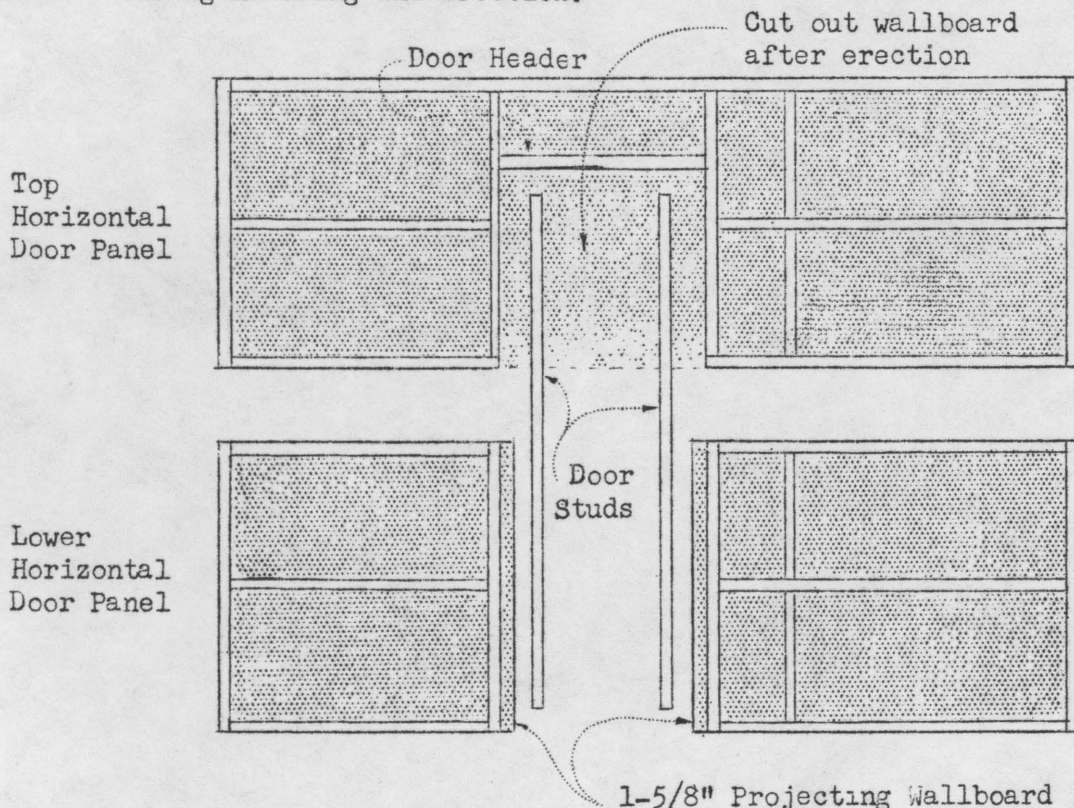 Cut out wallboard
after erection
Door Header
Top
Horizontal
Door Panel
Door
Studs
Lower
Horizontal
Door Panel
1-5/8" Projecting Wallboard